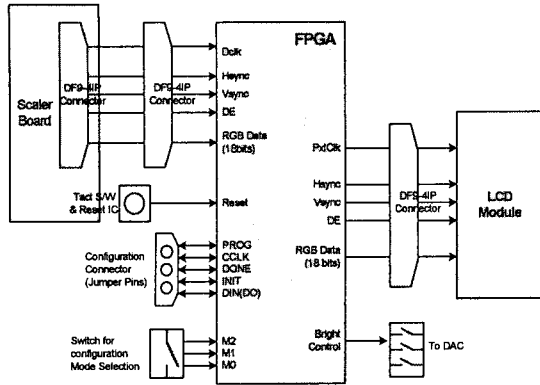 FPGA
Dclk
Hsync
Vsync
DE
RGB Data
(18bits)
DF9-41P
Connector
DF9-41P
Connector
Scaler
Board
PxlClk
Hsync
Vsync
DE
RGB Data
(18 bits)
DF9-41P
Connector
LCD
Module
Tact S/W
& Reset IC
Reset
Configuration
Connector
(Jumper Pins)
PROG
CCLK
DONE
INIT
DIN(DO)
Switch for
configuration
Mode Selection
M2
M1
M0
Bright
Control
To DAC